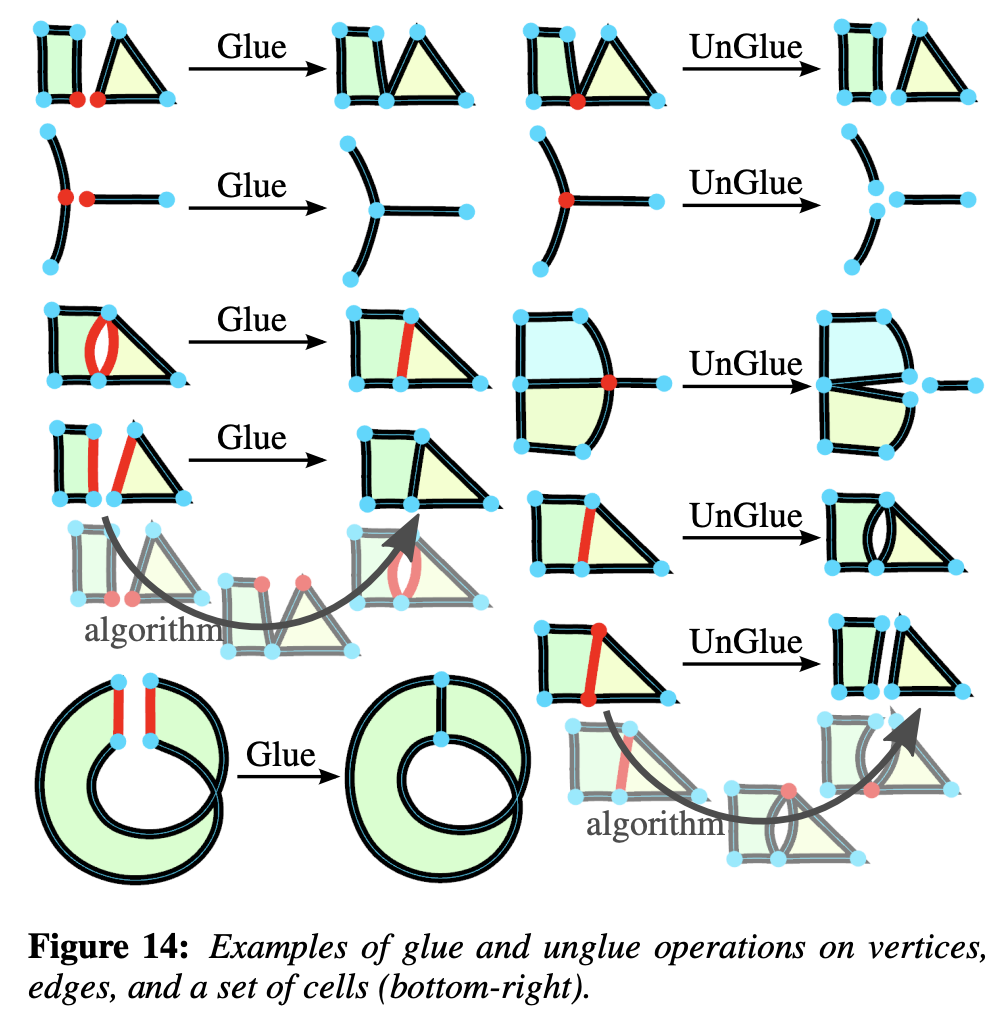 Glue
UnGlue
Glue
UnGlue
Glue
UnGlue
Glue
UnGlue
algorithm
UnGlue
Glue
algorithm
Figure 14: Examples of glue and unglue operations on vertices,
edges, and a set of cells (bottom-right).